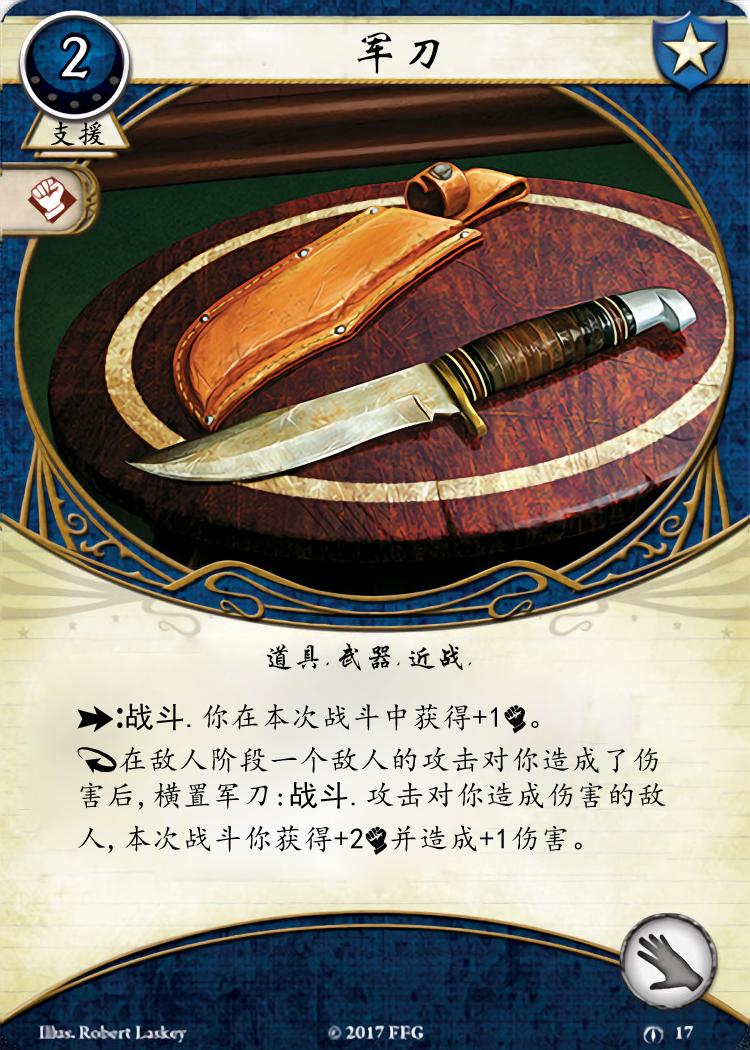 2
军刀
支援
道具.武器.近战.
:战斗.你在本次战斗中获得+1。
在敌人阶段一个敌人的攻击对你造成了伤
害后,横置军刀:战斗.攻击对你造成伤害的敌
人,本次战斗你获得+2并造成+1伤害。
Illus. Robert Laskey
© 2017 FFG
17